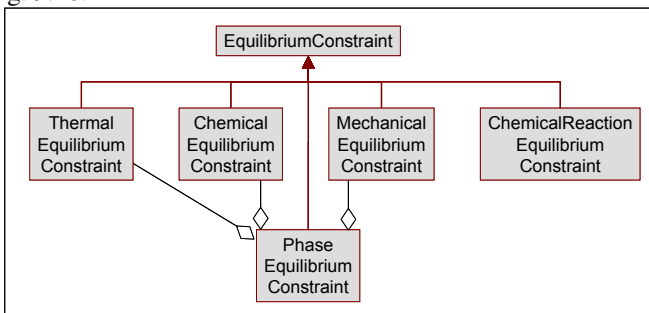 EquilibriumConstraint
Thermal
Equilibrium
Constraint
Chemical
Equilibrium
Constraint
Mechanical
Equilibrium
Constraint
ChemicalReaction
Equilibrium
Constraint
Phase
Equilibrium
Constraint